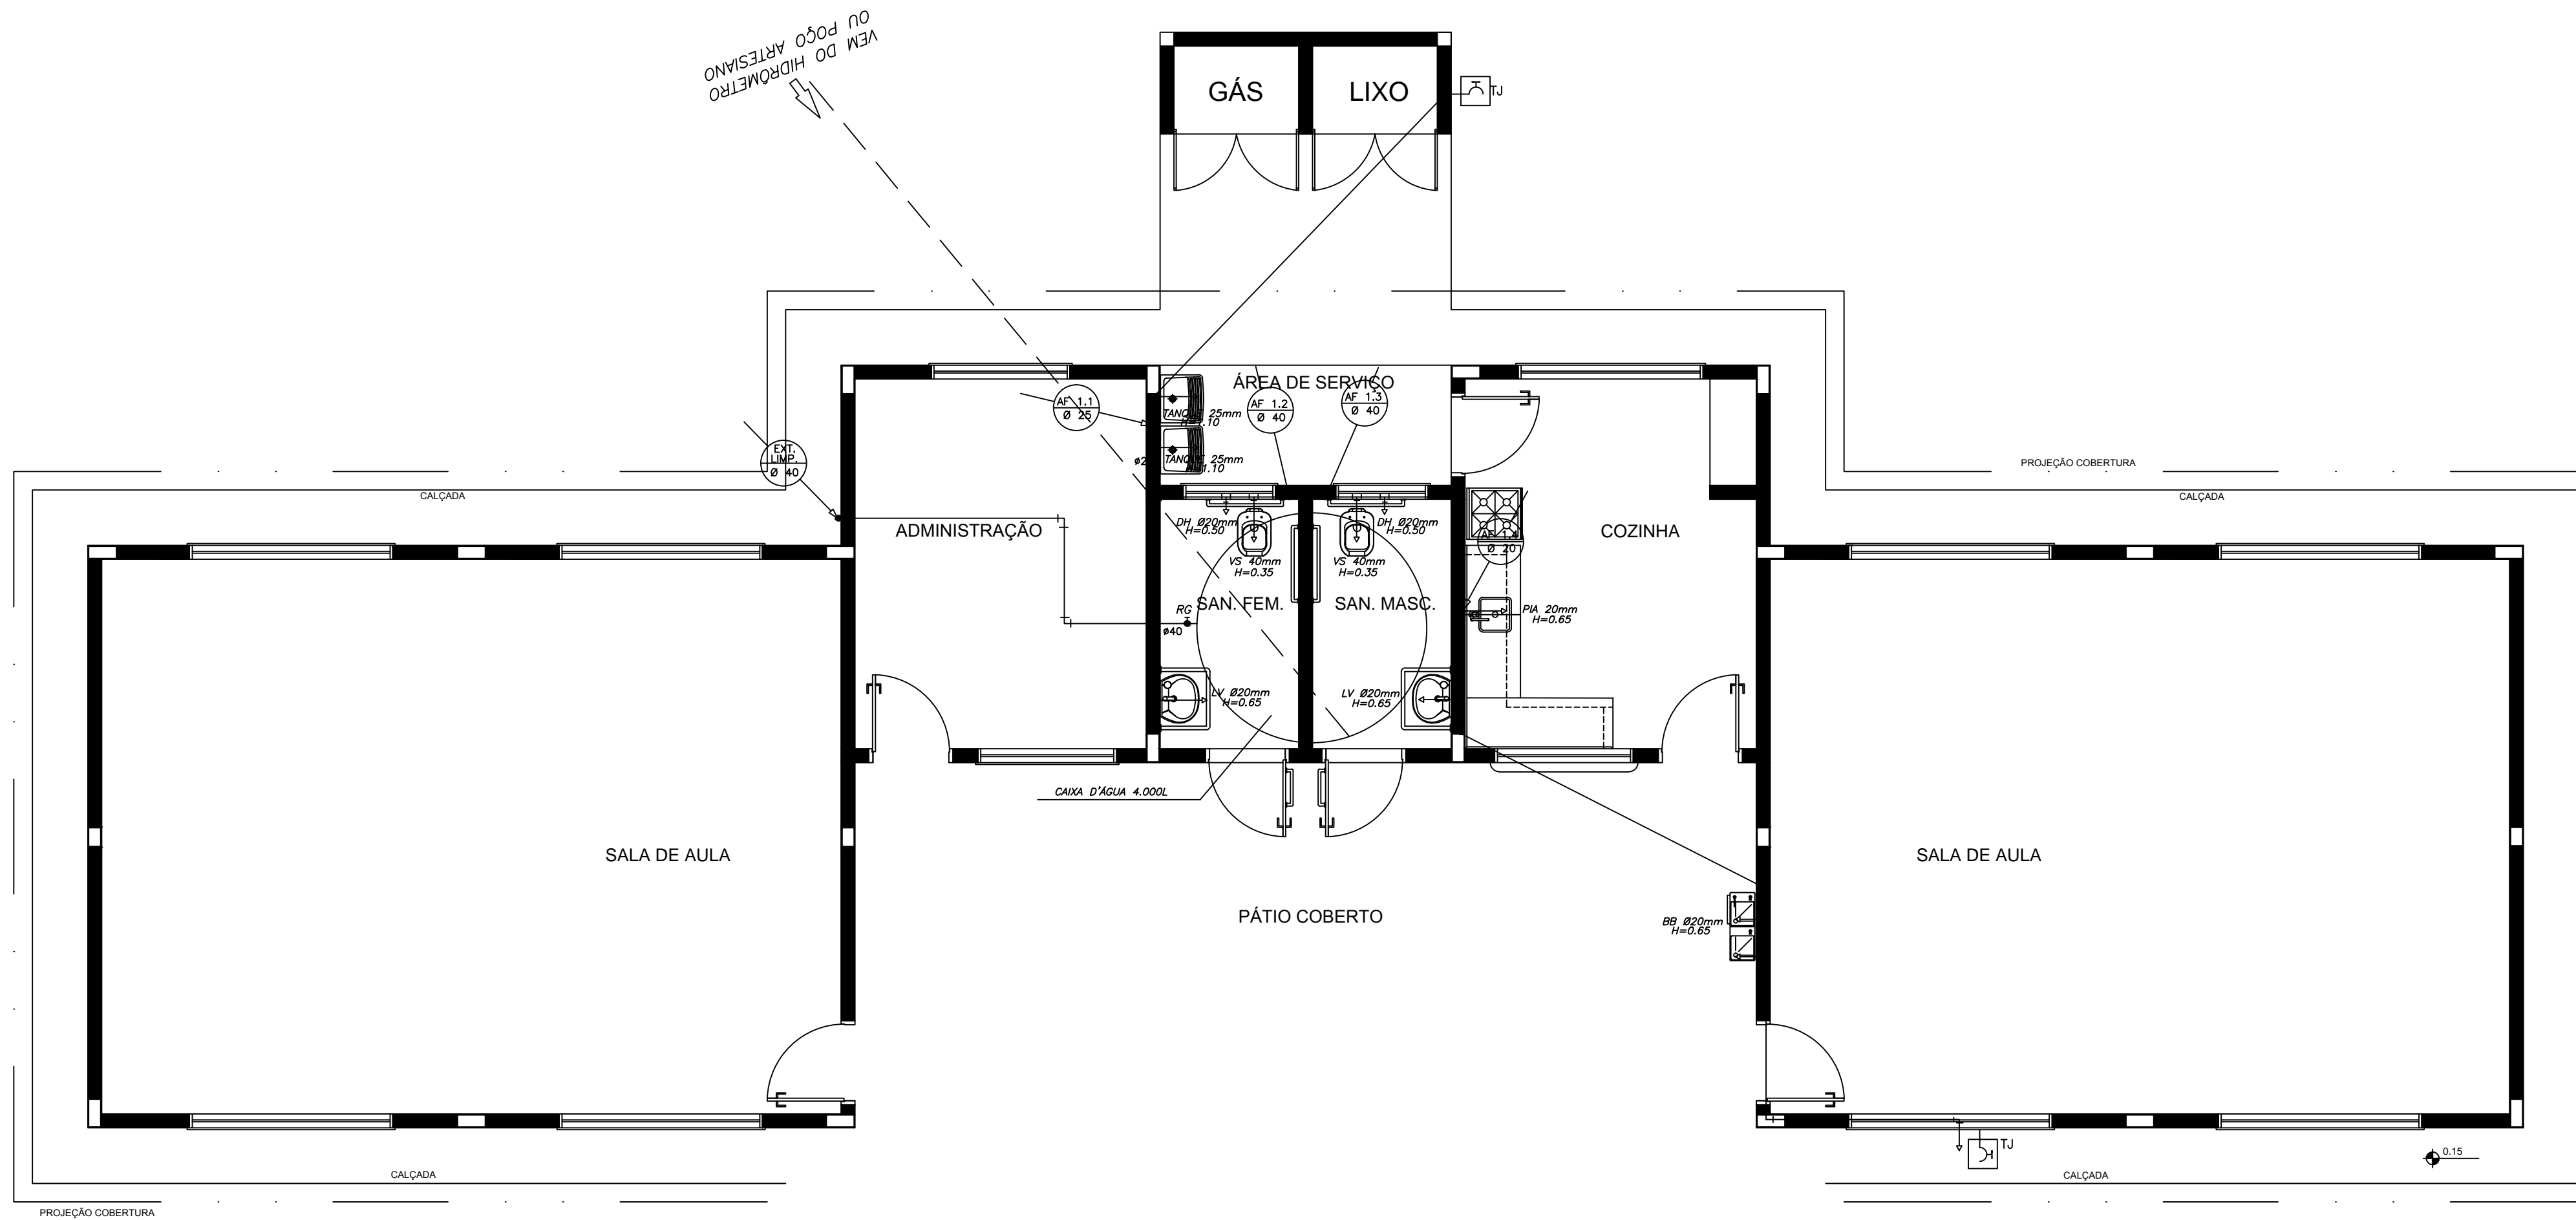 VEM DO HIDRÔMETRO
OU POÇO ARTESIANO
GÁS
LIXO
TJ
ÁREA DE SERVIÇO
AF 1.1
Ø 25
TANQUE 25mm
H=1.10
AF 1.2
Ø 40
AF 1.3
Ø 40
EXT.
LIMP.
Ø 40
TANQUE 25mm
H=1.10
PROJEÇÃO COBERTURA
CALÇADA
CALÇADA
ADMINISTRAÇÃO
DH Ø20mm
H=0.50
DH Ø20mm
H=0.50
COZINHA
AF 1.4
Ø 20
VS 40mm
H=0.35
VS 40mm
H=0.35
RG
SAN. FEM.
SAN. MASC.
ø40
PIA 20mm
H=0.65
LV Ø20mm
H=0.65
LV Ø20mm
H=0.65
CAIXA D'ÁGUA 4.000L
SALA DE AULA
SALA DE AULA
PÁTIO COBERTO
BB Ø20mm
H=0.65
TJ
0.15
CALÇADA
CALÇADA
PROJEÇÃO COBERTURA